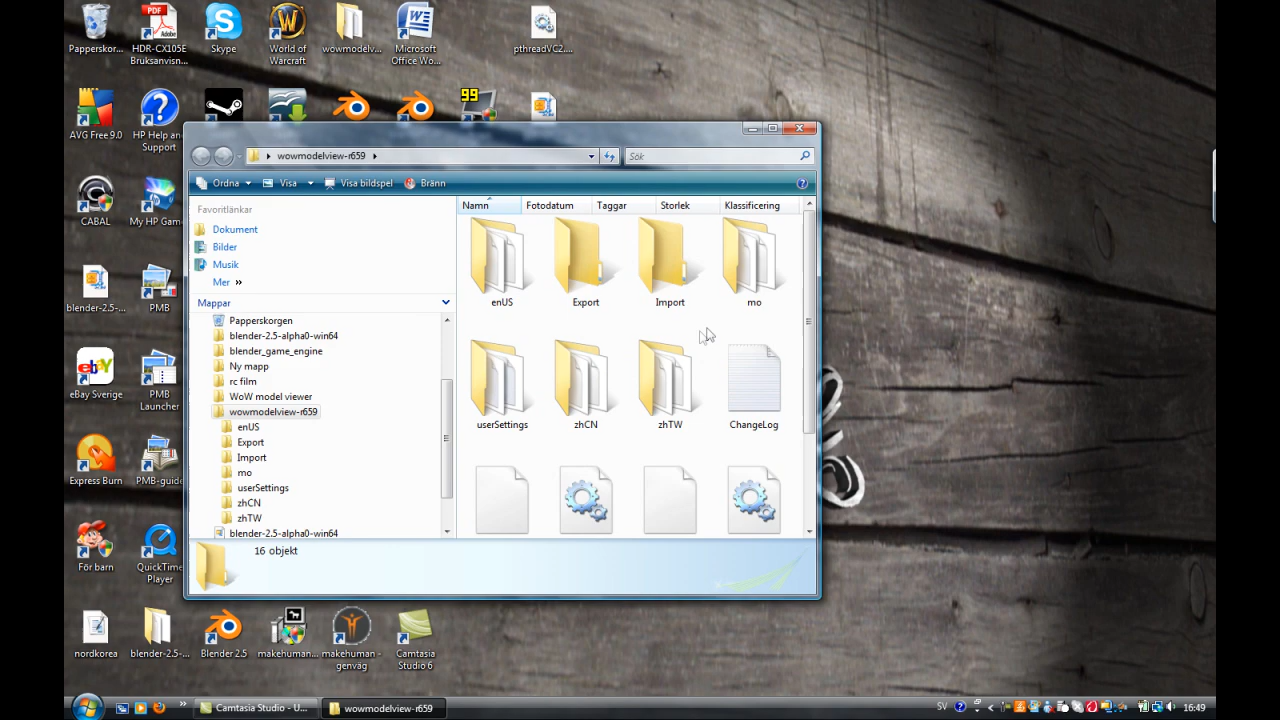 Papperskor...
HDR-CX105E
Bruksanvisn...
Skype
World of
Warcraft
wowmodelv...
Microsoft
Office Wo...
pthreadVC2....
99
AVG Free 9.0
HP Help an
Support
CABAL
My HP Gam
blender-2.5-...
PMB
eBay Sverige
PMB
Launcher
Express Burn
PMB-guide
För barn
QuickTime
Player
nordkorea
blender-2.5-...
Blender 2.5
makehuman...
makehuman -
genväg
Camtasia
Studio 6
wowmodelview-r659
Sök
Ordna
Visa
Visa bildspel
Bränn
Favoritlänkar
Dokument
Bilder
Musik
Mer »
Mappar
Papperskorgen
blender-2.5-alpha0-win64
blender_game_engine
Ny mapp
rc film
WoW model viewer
wowmodelview-r659
enUS
Export
Import
mo
userSettings
zhCN
zhTW
blender-2.5-alpha0-win64
Namn
Fotodatum
Taggar
Storlek
Klassificering
enUS
Export
Import
mo
userSettings
zhCN
zhTW
ChangeLog
16 objekt
Camtasia Studio - U...
wowmodelview-r659
SV
16:49